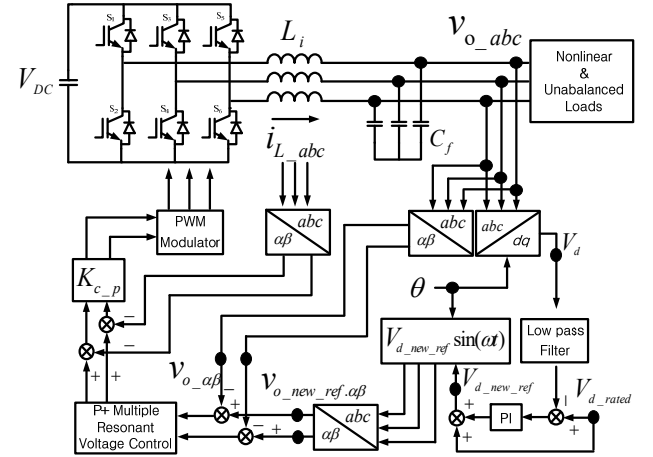 S₁ S₃ S₅
L_i
v_o_abc
Nonlinear
&
Unabalanced
Loads
V_DC
S₂ S₄ S₆
i_L_abc
C_f
PWM
Modulator
abc
αβ
abc
αβ
abc
dq
V_d
K_c_p
θ
V_d_new_ref sin(ωt)
Low pass
Filter
−
−
v_o_αβ
v_o_new_ref.αβ
V_d_new_ref
V_d_rated
+ +
P+ Multiple
Resonant
Voltage Control
− +
− +
abc
αβ
+
+
PI
−
+